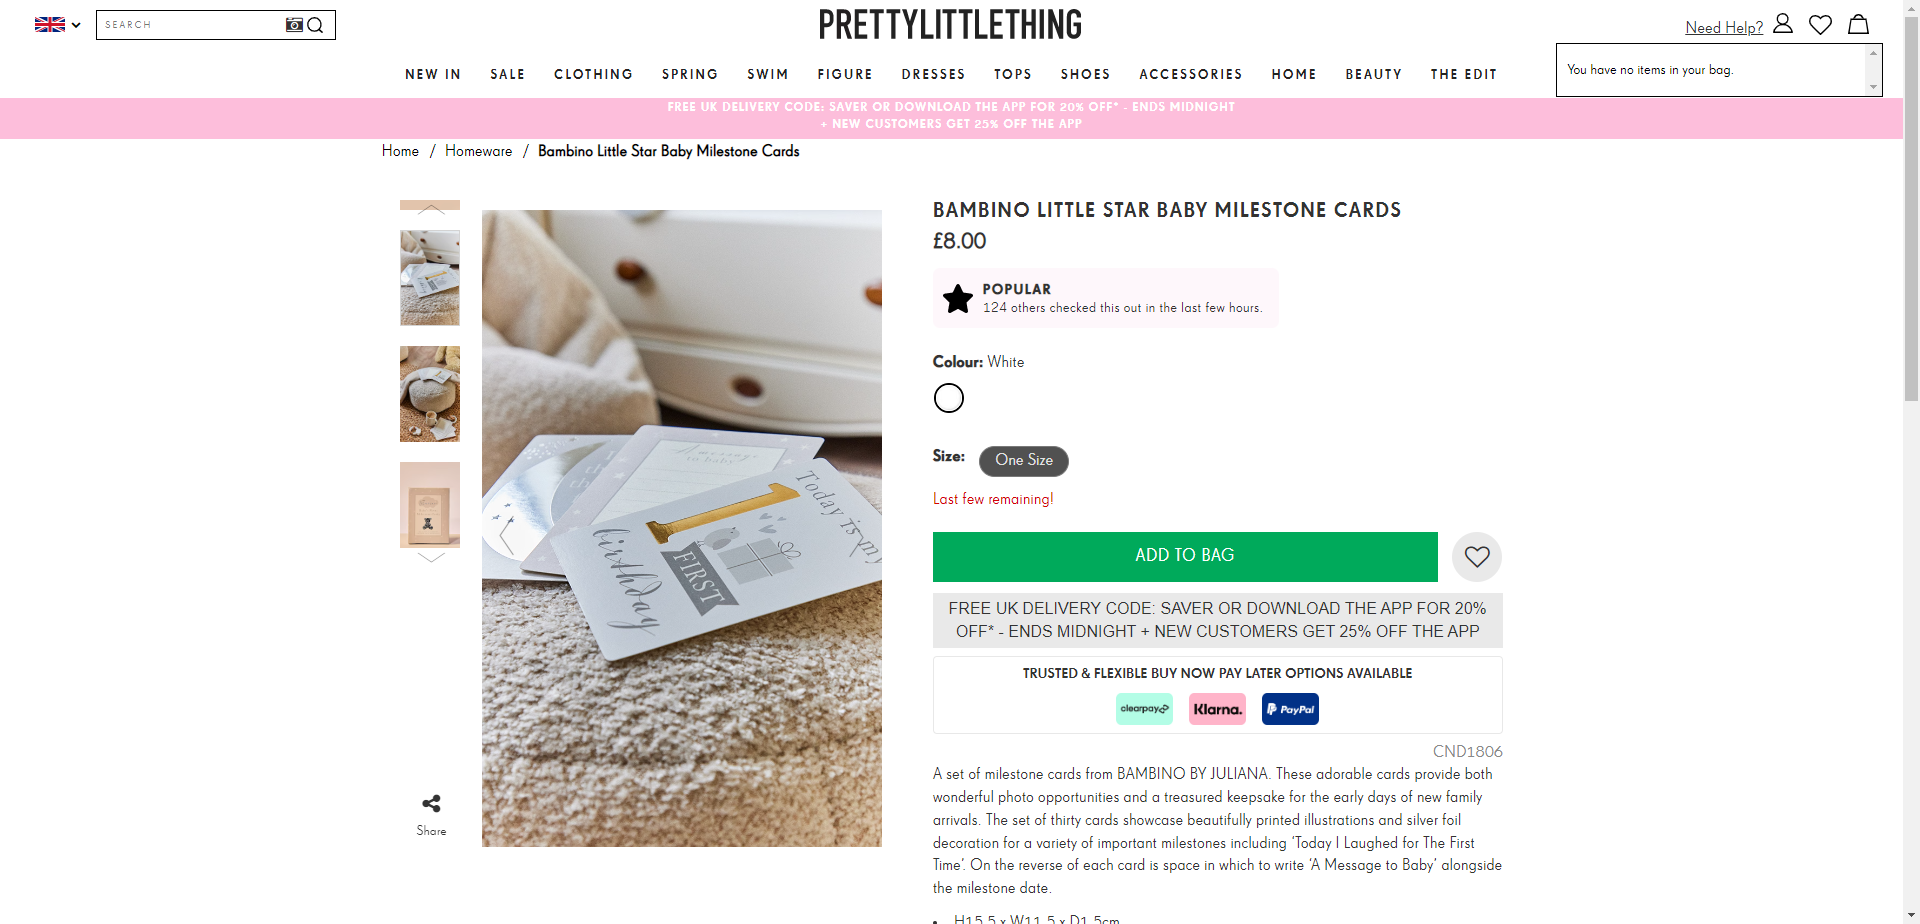 SEARCH
PRETTYLITTLETHING
Need Help?
NEW IN SALE CLOTHING SPRING SWIM FIGURE DRESSES TOPS SHOES ACCESSORIES HOME BEAUTY THE EDIT
You have no items in your bag.
FREE UK DELIVERY CODE: SAVER OR DOWNLOAD THE APP FOR 20% OFF* - ENDS MIDNIGHT
+ NEW CUSTOMERS GET 25% OFF THE APP
Home / Homeware / Bambino Little Star Baby Milestone Cards
A message
to baby
Today is my
1
FIRST
birthday
Share
BAMBINO LITTLE STAR BABY MILESTONE CARDS
£8.00
POPULAR
124 others checked this out in the last few hours.
Colour: White
Size: One Size
Last few remaining!
ADD TO BAG
FREE UK DELIVERY CODE: SAVER OR DOWNLOAD THE APP FOR 20%
OFF* - ENDS MIDNIGHT + NEW CUSTOMERS GET 25% OFF THE APP
TRUSTED & FLEXIBLE BUY NOW PAY LATER OPTIONS AVAILABLE
clearpay Klarna. PayPal
CND1806
A set of milestone cards from BAMBINO BY JULIANA. These adorable cards provide both
wonderful photo opportunities and a treasured keepsake for the early days of new family
arrivals. The set of thirty cards showcase beautifully printed illustrations and silver foil
decoration for a variety of important milestones including ‘Today I Laughed for The First
Time’. On the reverse of each card is space in which to write ‘A Message to Baby’ alongside
the milestone date.
H15.5 x W11.5 x D1.5cm